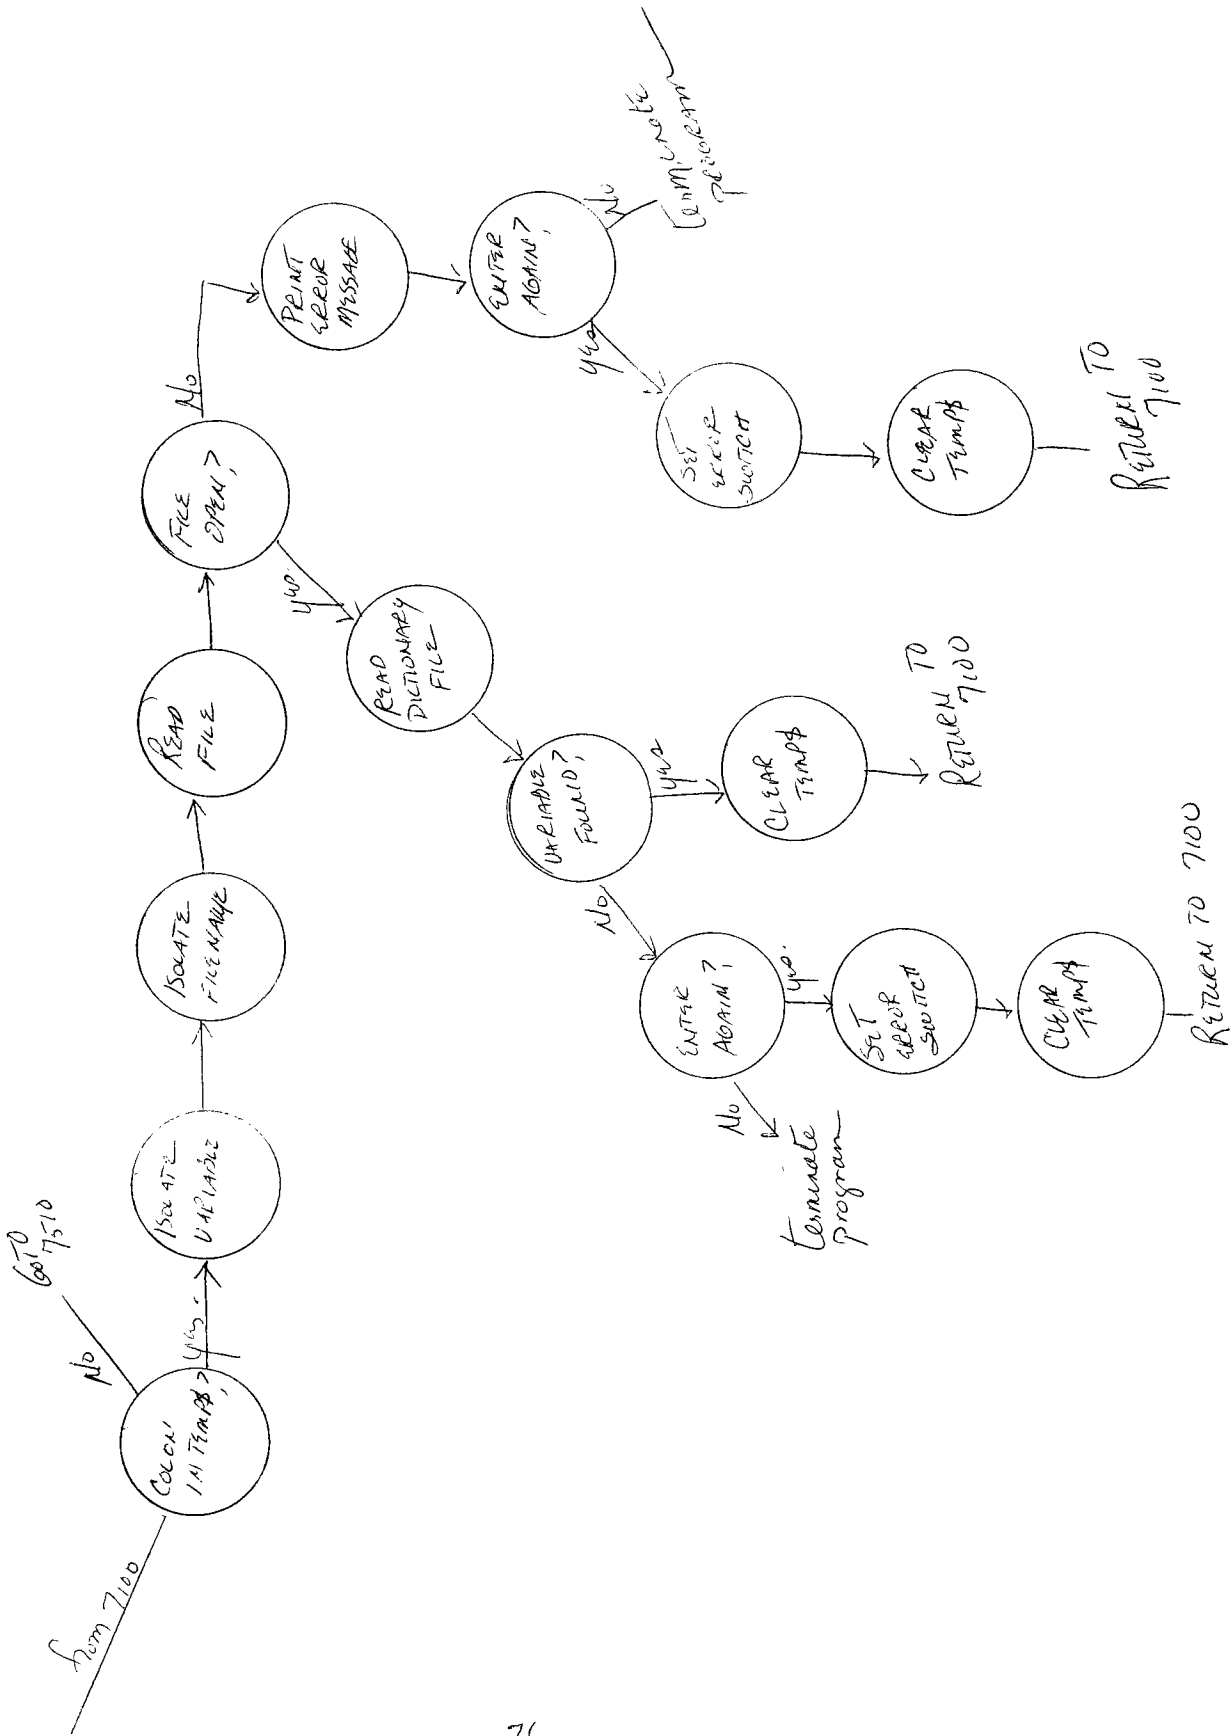 from 7100
COLON
IN TEMP$?
No
GOTO
7510
yes.
ISOLATE
VARIABLE
ISOLATE
FILENAME
READ
FILE
FILE
OPEN?
No
PRINT
ERROR
MESSAGE
ENTER
AGAIN?
No
terminate
PROGRAM
yes
SET
ERROR
SWITCH
CLEAR
TEMP$
RETURN TO
7100
yes.
READ
DICTIONARY
FILE
VARIABLE
FOUND?
yes
CLEAR
TEMP$
RETURN TO
7100
No
ENTER
AGAIN?
No
terminate
program
yes.
SET
ERROR
SWITCH
CLEAR
TEMP$
RETURN TO 7100